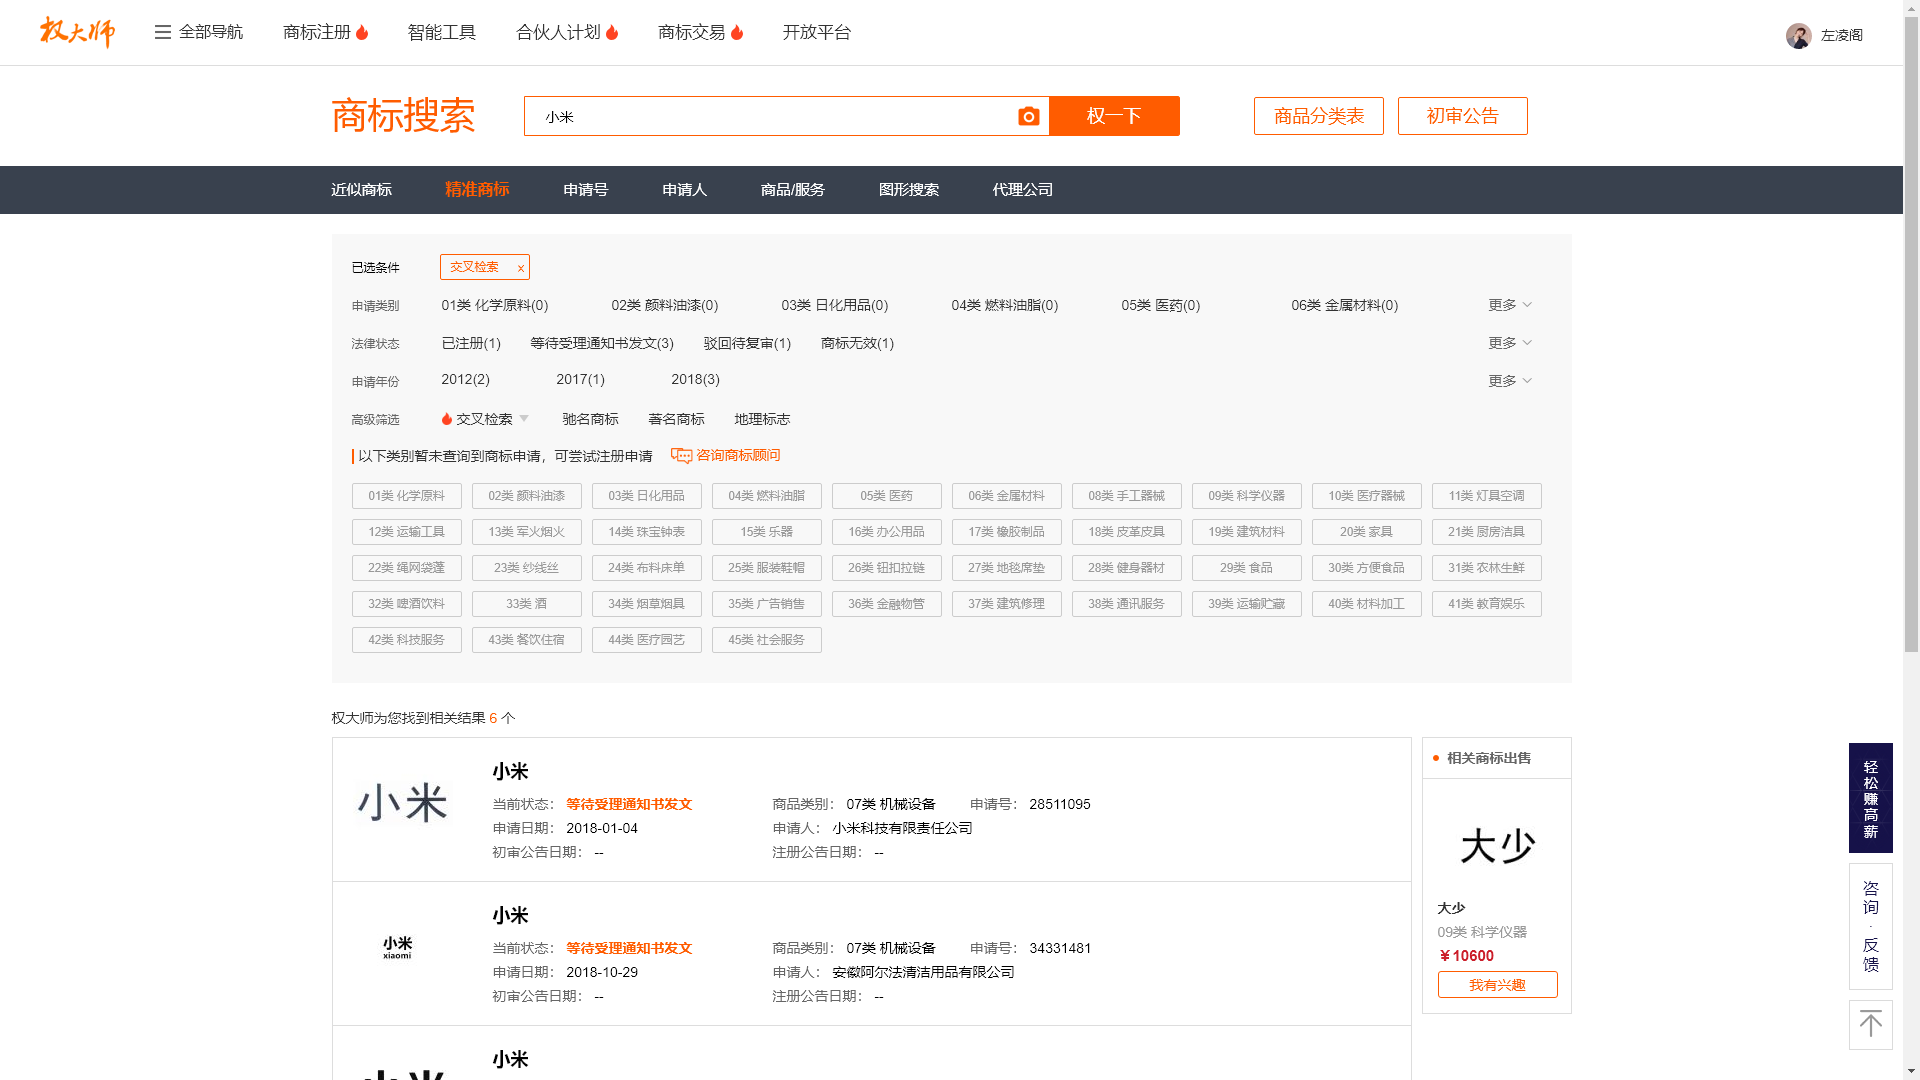 权大师 全部导航 商标注册 智能工具 合伙人计划 商标交易 开放平台 左凌阁
商标搜索 小米 权一下 商品分类表 初审公告
近似商标 精准商标 申请号 申请人 商品/服务 图形搜索 代理公司
已选条件 交叉检索 x
申请类别 01类 化学原料(0) 02类 颜料油漆(0) 03类 日化用品(0) 04类 燃料油脂(0) 05类 医药(0) 06类 金属材料(0) 更多
法律状态 已注册(1) 等待受理通知书发文(3) 驳回待复审(1) 商标无效(1) 更多
申请年份 2012(2) 2017(1) 2018(3) 更多
高级筛选 交叉检索 驰名商标 著名商标 地理标志
以下类别暂未查询到商标申请，可尝试注册申请 咨询商标顾问
01类 化学原料 02类 颜料油漆 03类 日化用品 04类 燃料油脂 05类 医药 06类 金属材料 08类 手工器械 09类 科学仪器 10类 医疗器械 11类 灯具空调
12类 运输工具 13类 军火烟火 14类 珠宝钟表 15类 乐器 16类 办公用品 17类 橡胶制品 18类 皮革皮具 19类 建筑材料 20类 家具 21类 厨房洁具
22类 绳网袋篷 23类 纱线丝 24类 布料床单 25类 服装鞋帽 26类 钮扣拉链 27类 地毯席垫 28类 健身器材 29类 食品 30类 方便食品 31类 农林生鲜
32类 啤酒饮料 33类 酒 34类 烟草烟具 35类 广告销售 36类 金融物管 37类 建筑修理 38类 通讯服务 39类 运输贮藏 40类 材料加工 41类 教育娱乐
42类 科技服务 43类 餐饮住宿 44类 医疗园艺 45类 社会服务
权大师为您找到相关结果 6 个
小米
小米
当前状态： 等待受理通知书发文 商品类别： 07类 机械设备 申请号： 28511095
申请日期： 2018-01-04 申请人： 小米科技有限责任公司
初审公告日期： -- 注册公告日期： --
小米
xiaomi
小米
当前状态： 等待受理通知书发文 商品类别： 07类 机械设备 申请号： 34331481
申请日期： 2018-10-29 申请人： 安徽阿尔法清洁用品有限公司
初审公告日期： -- 注册公告日期： --
小米
小米
相关商标出售
大少
大少
09类 科学仪器
￥10600
我有兴趣
轻松赚高薪
咨询·反馈